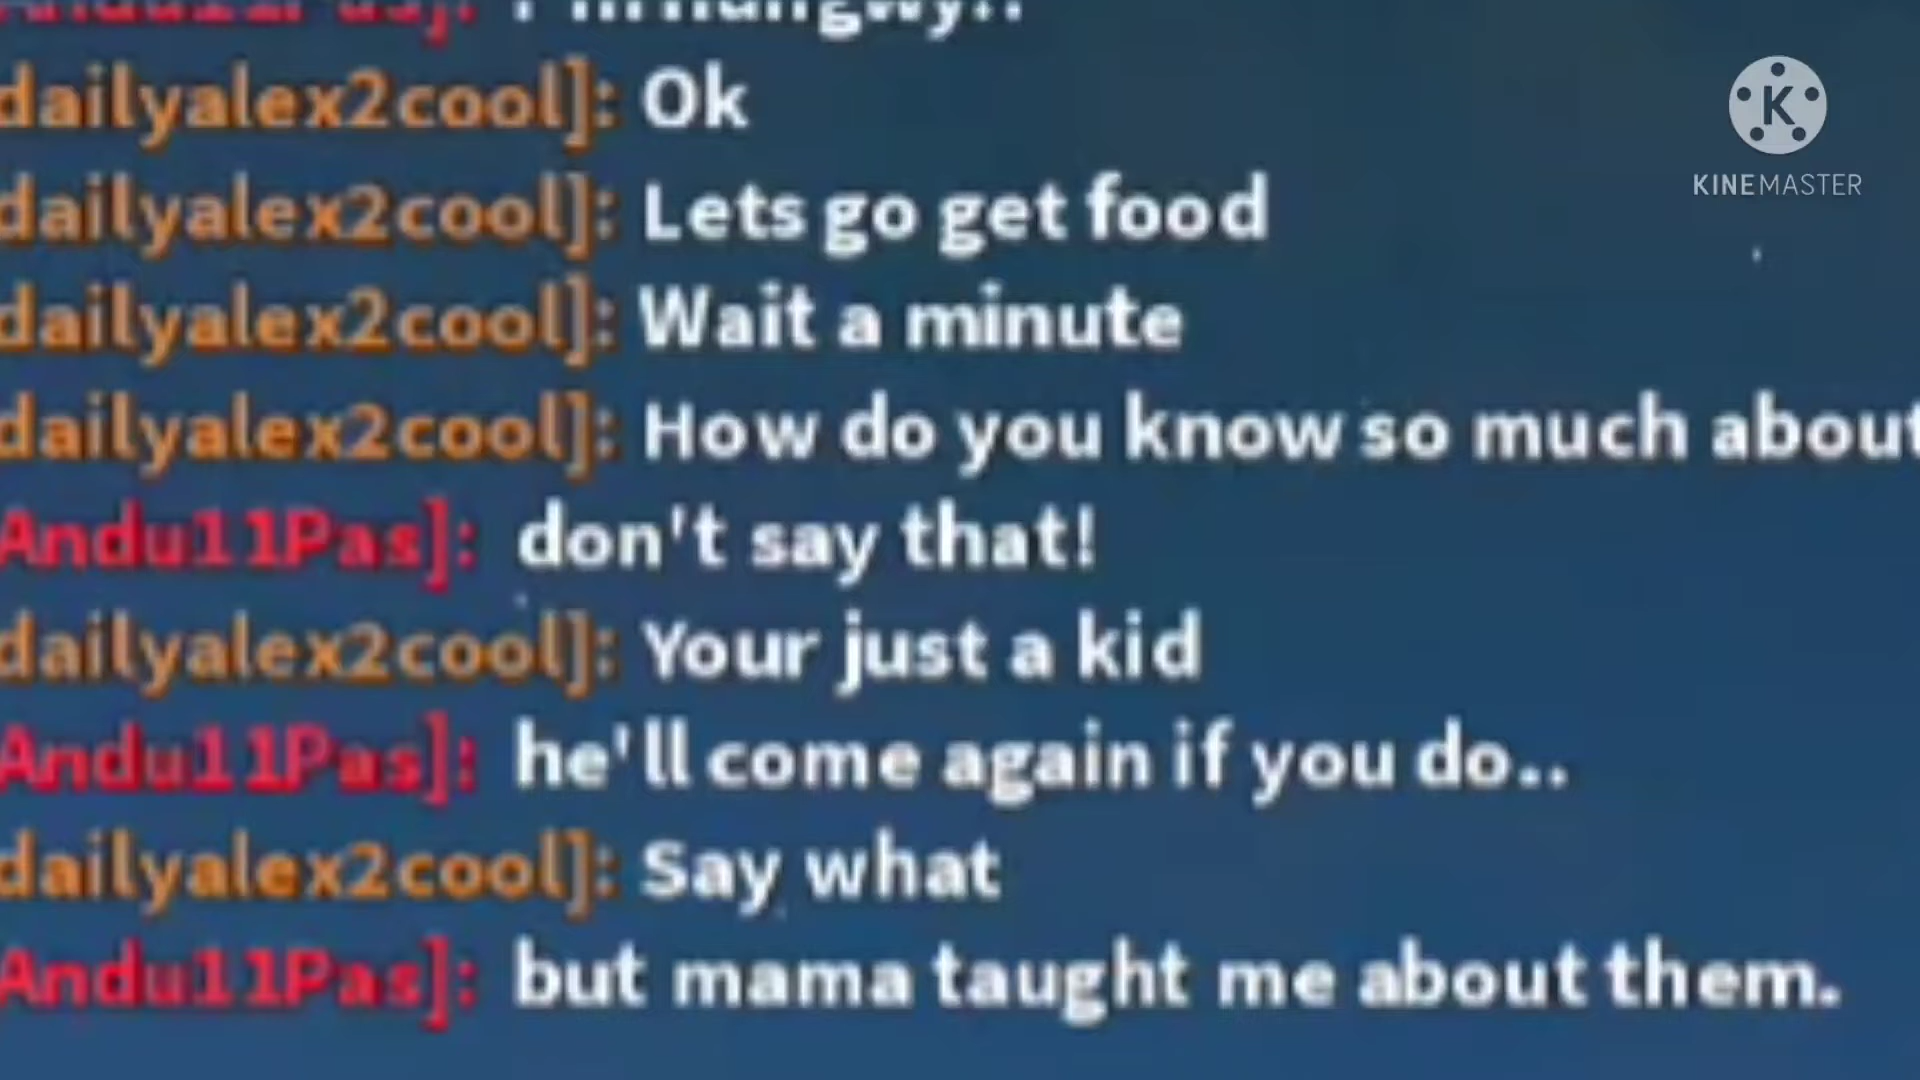 Andu11Pas]: I'm hungwy..
dailyalex2cool]: Ok
dailyalex2cool]: Lets go get food
dailyalex2cool]: Wait a minute
dailyalex2cool]: How do you know so much about
Andu11Pas]: don't say that!
dailyalex2cool]: Your just a kid
Andu11Pas]: he'll come again if you do..
dailyalex2cool]: Say what
Andu11Pas]: but mama taught me about them.
K
KINEMASTER